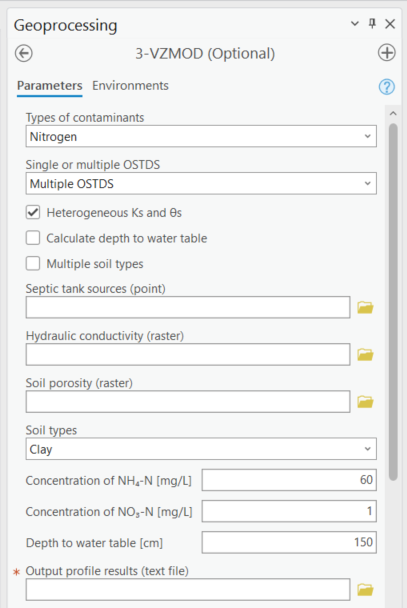 Geoprocessing
3-VZMOD (Optional)
Parameters Environments
?
Types of contaminants
Nitrogen
Single or multiple OSTDS
Multiple OSTDS
Heterogeneous Ks and θs
Calculate depth to water table
Multiple soil types
Septic tank sources (point)
Hydraulic conductivity (raster)
Soil porosity (raster)
Soil types
Clay
Concentration of NH₄-N [mg/L] 60
Concentration of NO₃-N [mg/L] 1
Depth to water table [cm] 150
* Output profile results (text file)